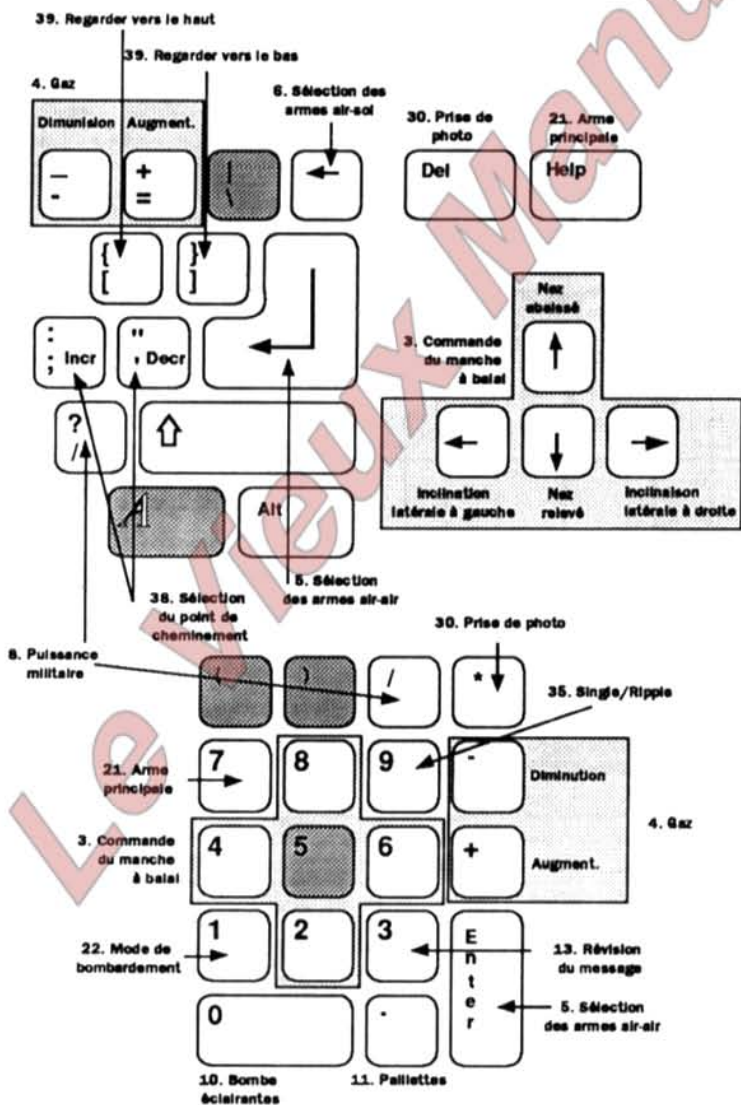 39. Regarder vers le haut
39. Regarder vers le bas
4. Gaz
Dimunision Augment.
6. Sélection des
armes air-sol
30. Prise de
photo
21. Arme
principale
_
-
+
=
|
\
←
Del
Help
{
[
}
]
:
; Incr
"
' Decr
?
/
A
Alt
Nez
abaissé
3. Commande
du manche
à balai
↑
← ↓ →
Inclination
latérale à gauche
Nez
relevé
Inclinaison
latérale à droite
38. Sélection
du point de
cheminement
5. Sélection
des armes air-air
8. Puissance
militaire
30. Prise de photo
( ) / *
35. Single/Ripple
21. Arme
principale
7 8 9 -
Diminution
4. Gaz
3. Commande
du manche
à balai
4 5 6 +
Augment.
22. Mode de
bombardement
1 2 3
Enter
13. Révision
du message
5. Sélection
des armes air-air
0 .
10. Bombe
éclairantes
11. Paillettes
Le Vieux Manu